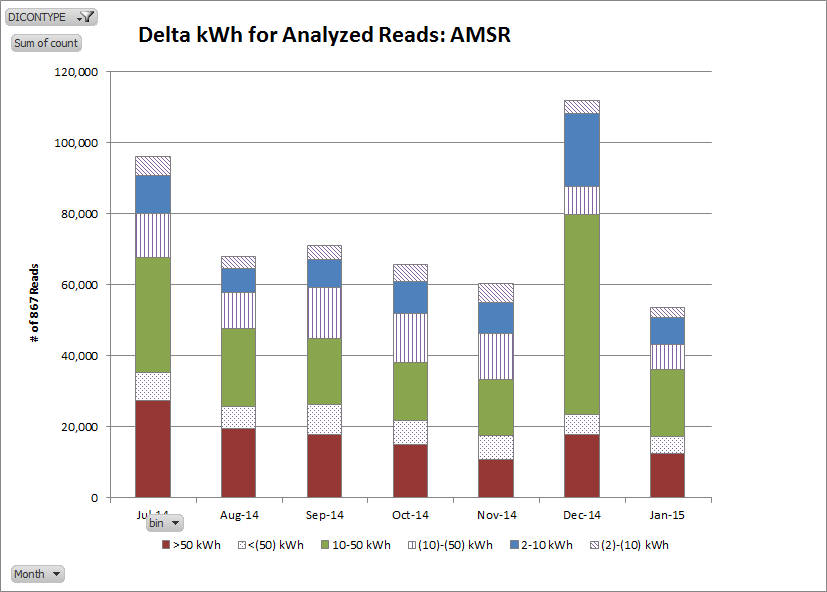 DICONTYPE
Delta kWh for Analyzed Reads: AMSR
Sum of count
120,000
100,000
80,000
60,000
40,000
20,000
0
# of 867 Reads
Jul-14 Aug-14 Sep-14 Oct-14 Nov-14 Dec-14 Jan-15
bin
>50 kWh <(50) kWh 10-50 kWh (10)-(50) kWh 2-10 kWh (2)-(10) kWh
Month